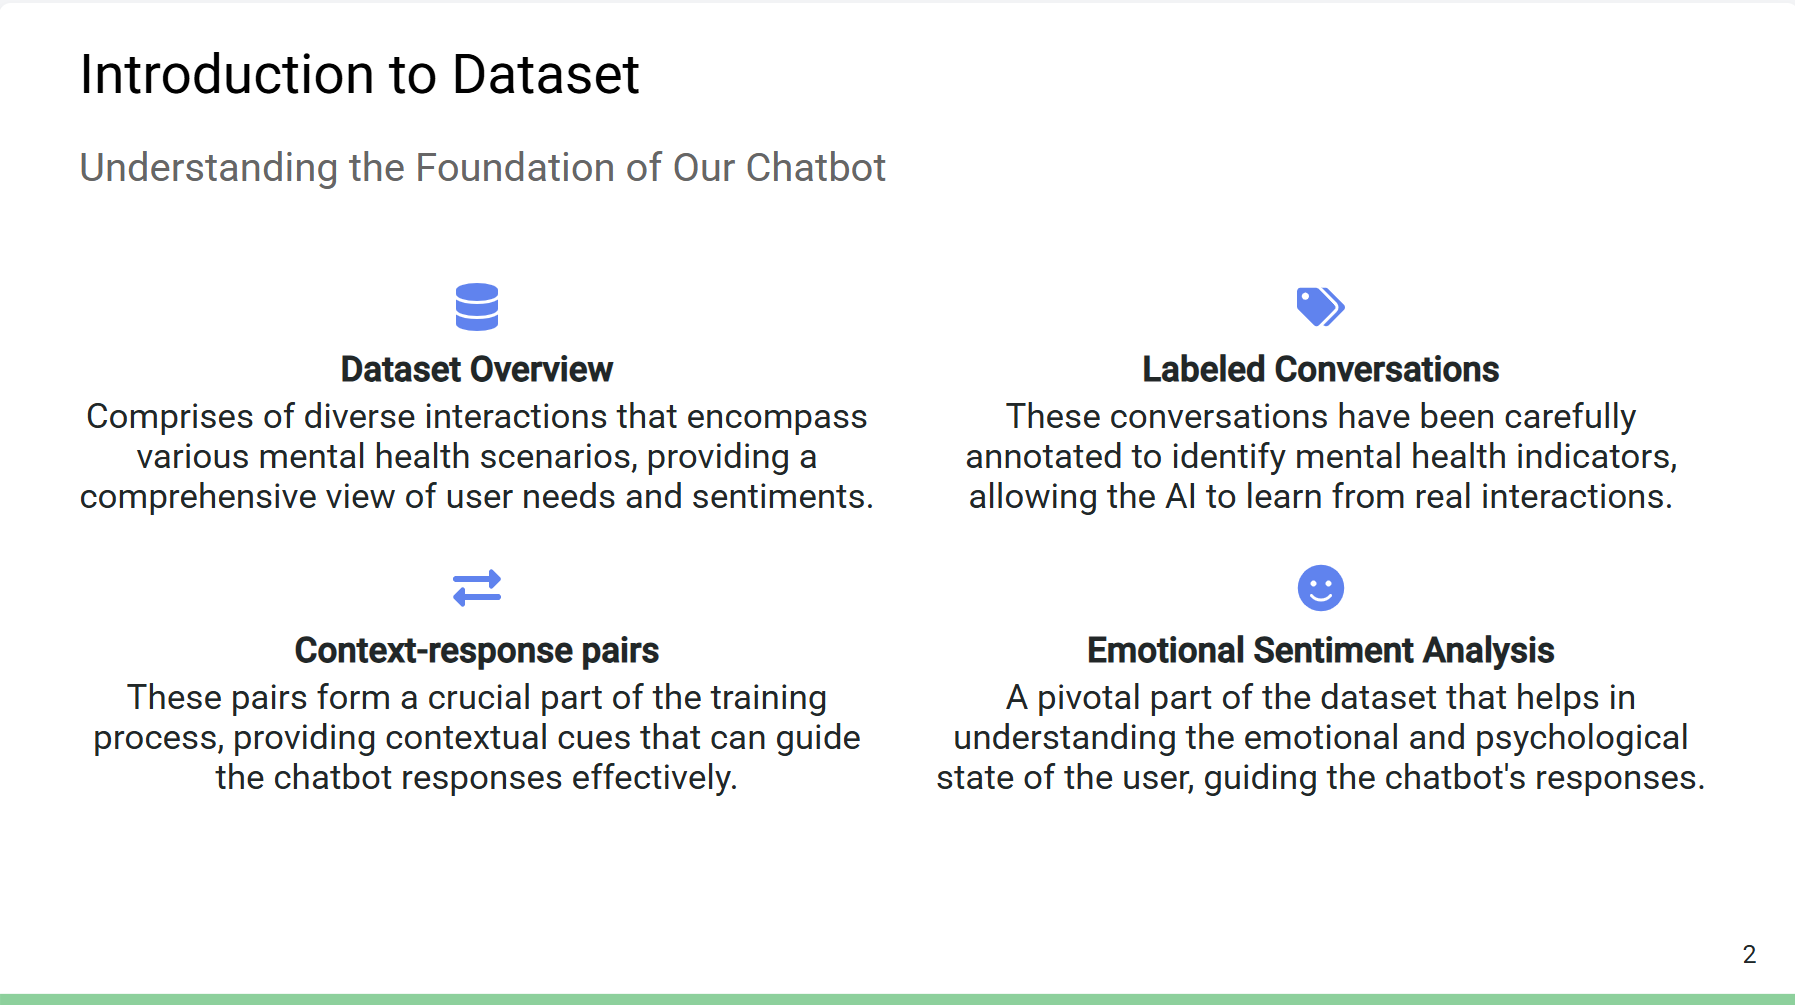 Introduction to Dataset
Understanding the Foundation of Our Chatbot
Dataset Overview
Comprises of diverse interactions that encompass
various mental health scenarios, providing a
comprehensive view of user needs and sentiments.
Labeled Conversations
These conversations have been carefully
annotated to identify mental health indicators,
allowing the AI to learn from real interactions.
Context-response pairs
These pairs form a crucial part of the training
process, providing contextual cues that can guide
the chatbot responses effectively.
Emotional Sentiment Analysis
A pivotal part of the dataset that helps in
understanding the emotional and psychological
state of the user, guiding the chatbot's responses.
2